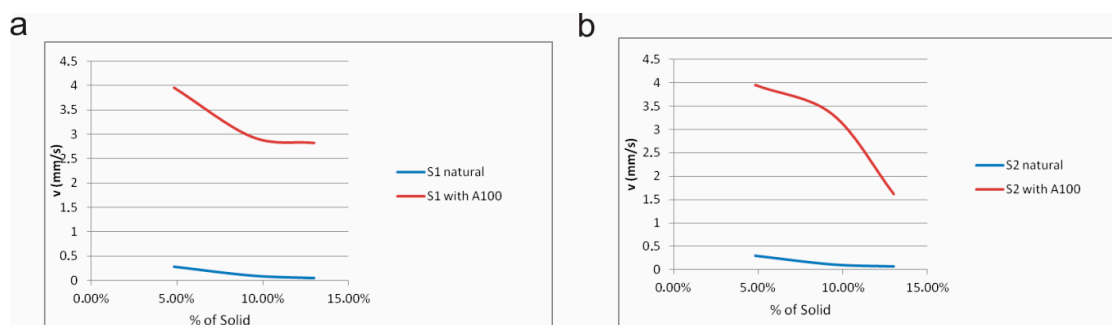 a
4.5
4
3.5
3
2.5
2
1.5
1
0.5
0
v (mm/s)
0.00% 5.00% 10.00% 15.00%
% of Solid
S1 natural
S1 with A100
b
4.5
4
3.5
3
2.5
2
1.5
1
0.5
0
v (mm/s)
0.00% 5.00% 10.00% 15.00%
% of Solid
S2 natural
S2 with A100